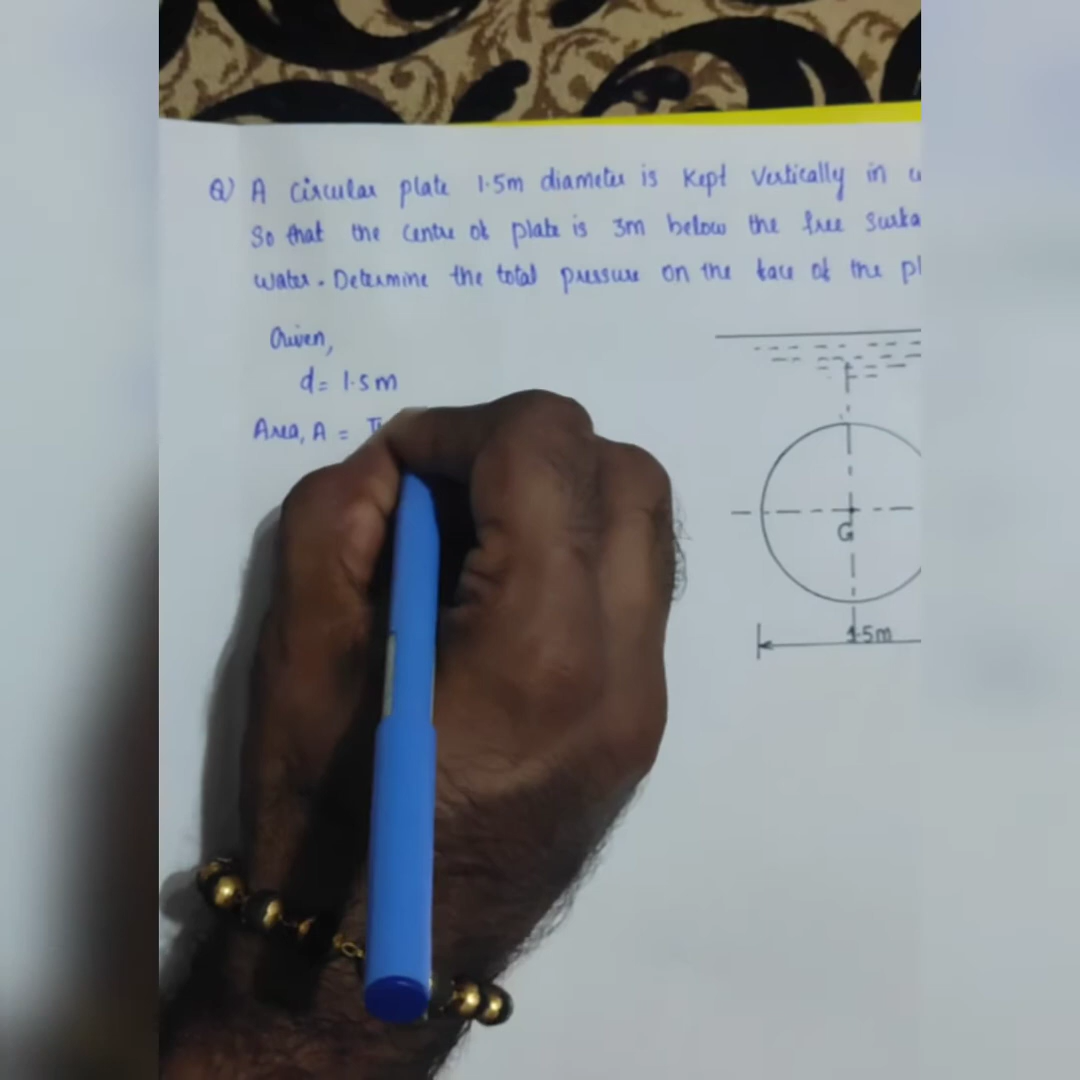 Q) A Circular plate 1.5m diameter is kept Vertically in
So that the centre of plate is 3m below the free Surfa
water. Determine the total pressure on the face of the pl
Given,
d = 1.5m
Area, A =
G
1.5m